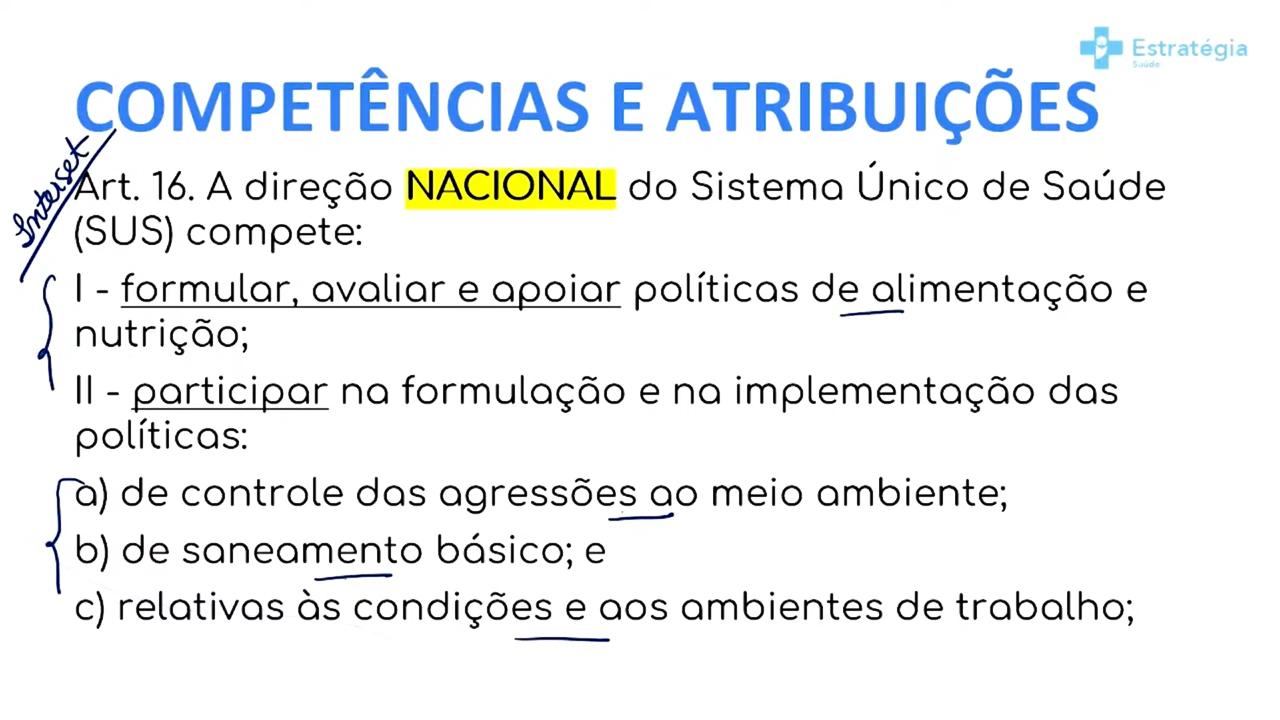 Estratégia
Saúde
COMPETÊNCIAS E ATRIBUIÇÕES
Interset
Art. 16. A direção NACIONAL do Sistema Único de Saúde
(SUS) compete:
I - formular, avaliar e apoiar políticas de alimentação e
nutrição;
II - participar na formulação e na implementação das
políticas:
a) de controle das agressões ao meio ambiente;
b) de saneamento básico; e
c) relativas às condições e aos ambientes de trabalho;